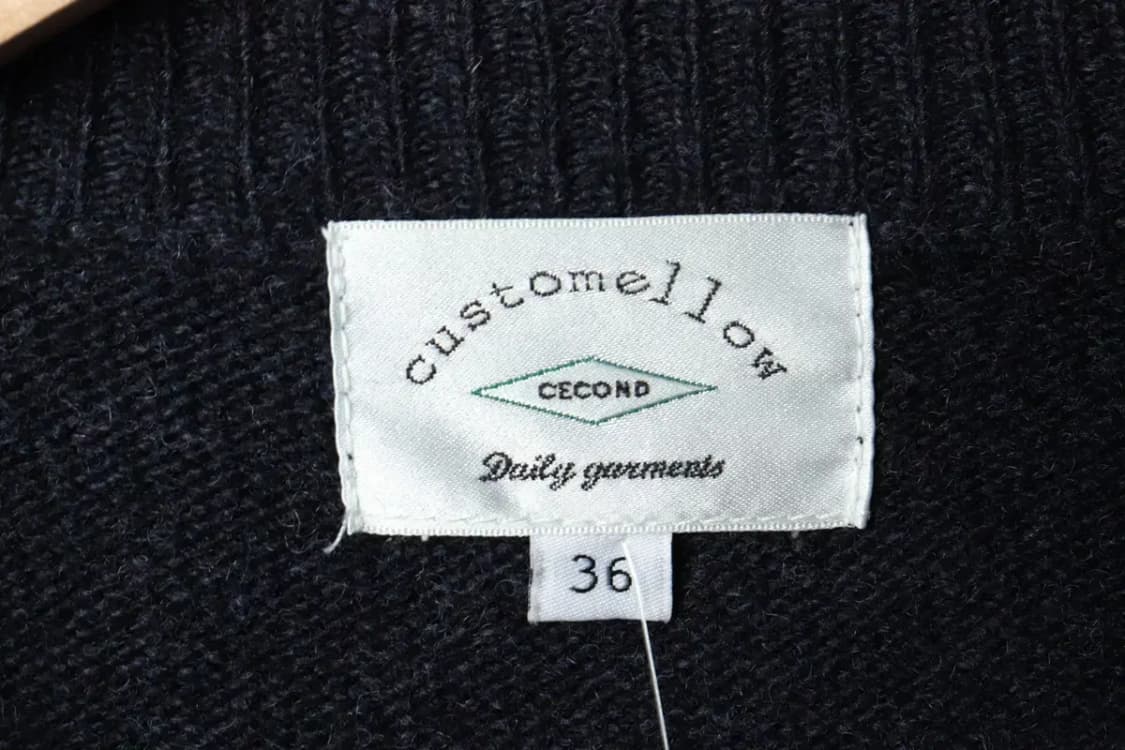 customellow
CECOND
Daily garments
36